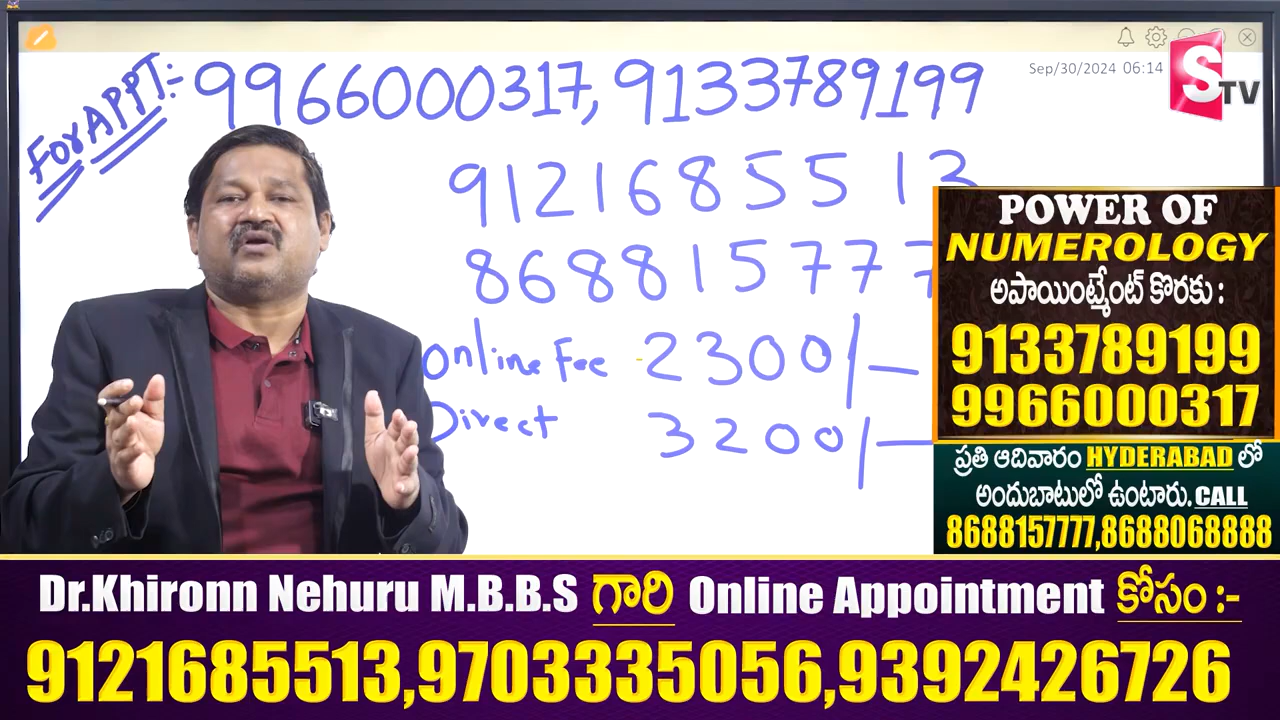 For APPT:- 9966000317, 9133789199
Sep/30/2024 06:14
S TV
9121685513
8688157777
Online Fee 2300/-
Direct 3200/-
POWER OF
NUMEROLOGY
అపాయింట్మేంట్ కొరకు :
9133789199
9966000317
ప్రతి ఆదివారం HYDERABAD లో
అందుబాటులో ఉంటారు. CALL
8688157777,8688068888
Dr.Khironn Nehuru M.B.B.S గారి Online Appointment కోసం :-
9121685513,9703335056,9392426726